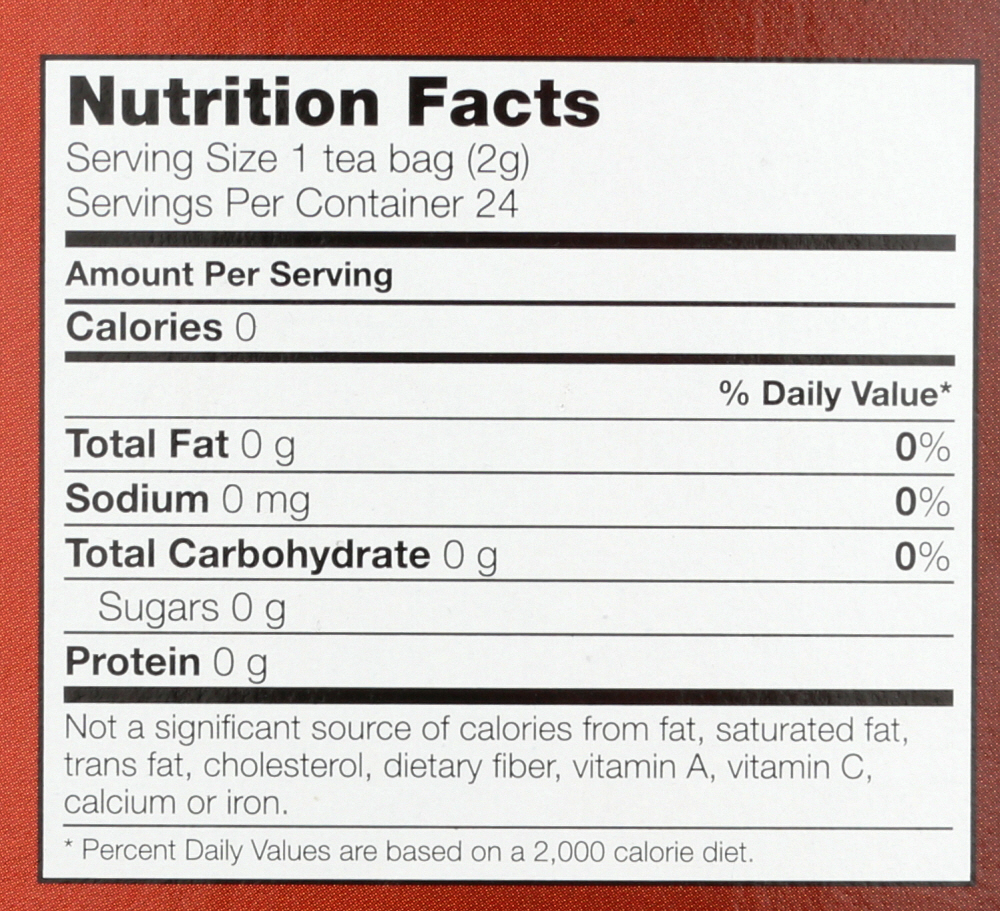 Nutrition Facts
Serving Size 1 tea bag (2g)
Servings Per Container 24
Amount Per Serving
Calories 0
% Daily Value*
Total Fat 0 g 0%
Sodium 0 mg 0%
Total Carbohydrate 0 g 0%
Sugars 0 g
Protein 0 g
Not a significant source of calories from fat, saturated fat,
trans fat, cholesterol, dietary fiber, vitamin A, vitamin C,
calcium or iron.
* Percent Daily Values are based on a 2,000 calorie diet.